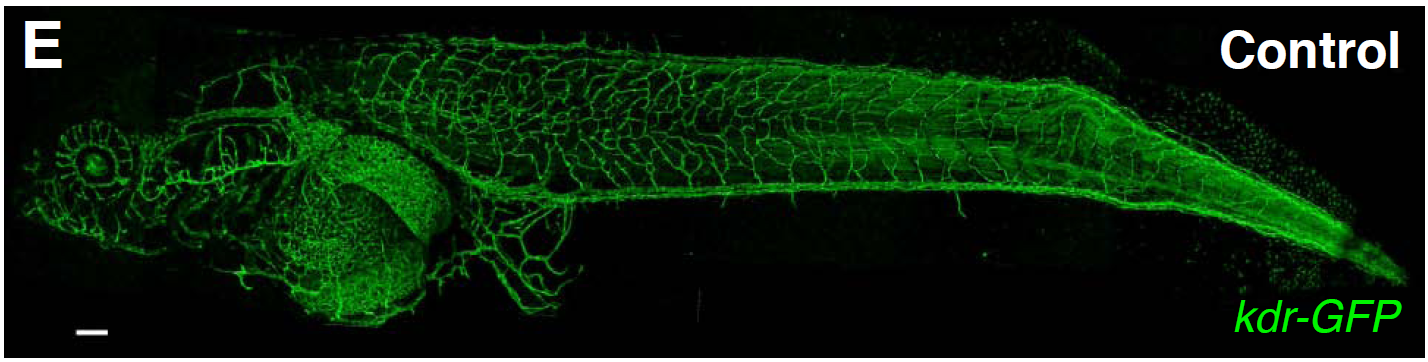 E
Control
kdr-GFP